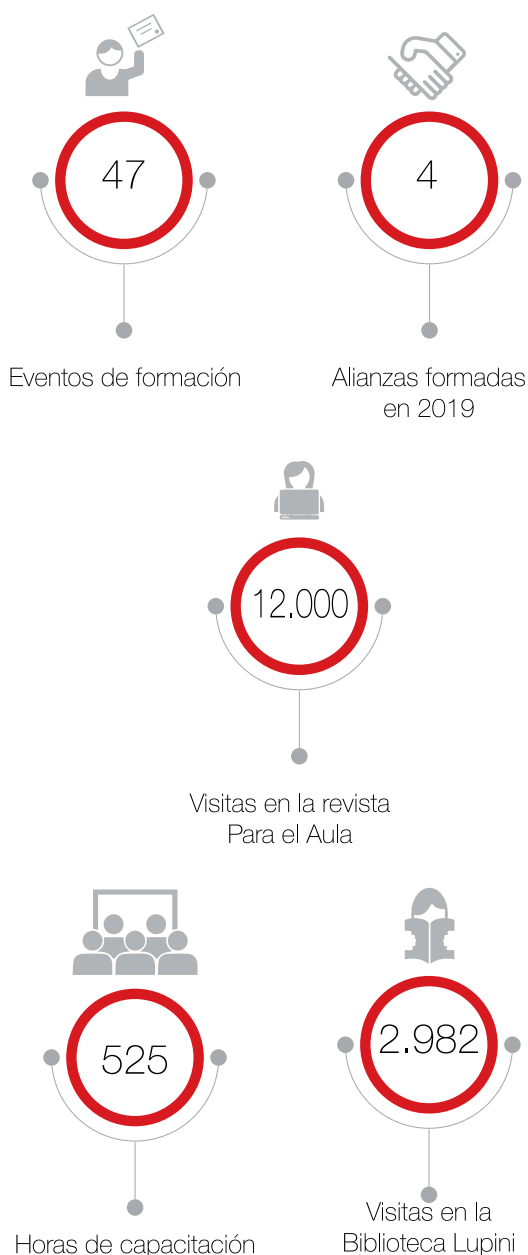 47
Eventos de formación
4
Alianzas formadas
en 2019
12.000
Visitas en la revista
Para el Aula
525
Horas de capacitación
2.982
Visitas en la
Biblioteca Lupini